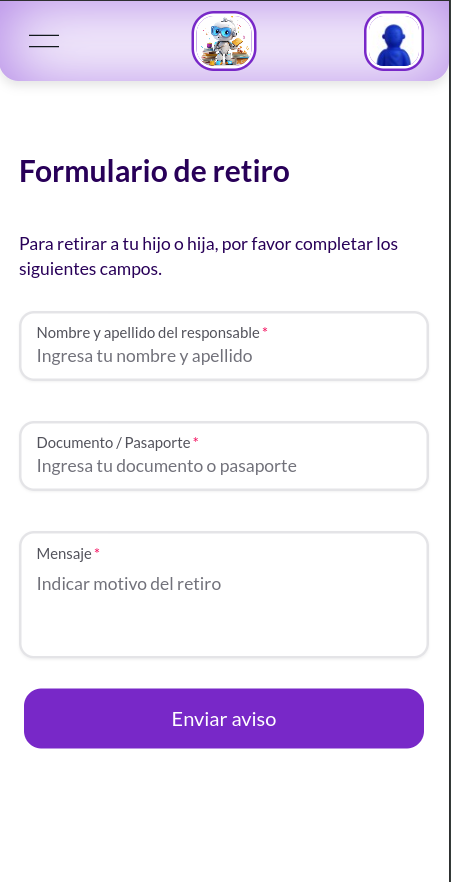 Formulario de retiro
Para retirar a tu hijo o hija, por favor completar los
siguientes campos.
Nombre y apellido del responsable *
Ingresa tu nombre y apellido
Documento / Pasaporte *
Ingresa tu documento o pasaporte
Mensaje *
Indicar motivo del retiro
Enviar aviso